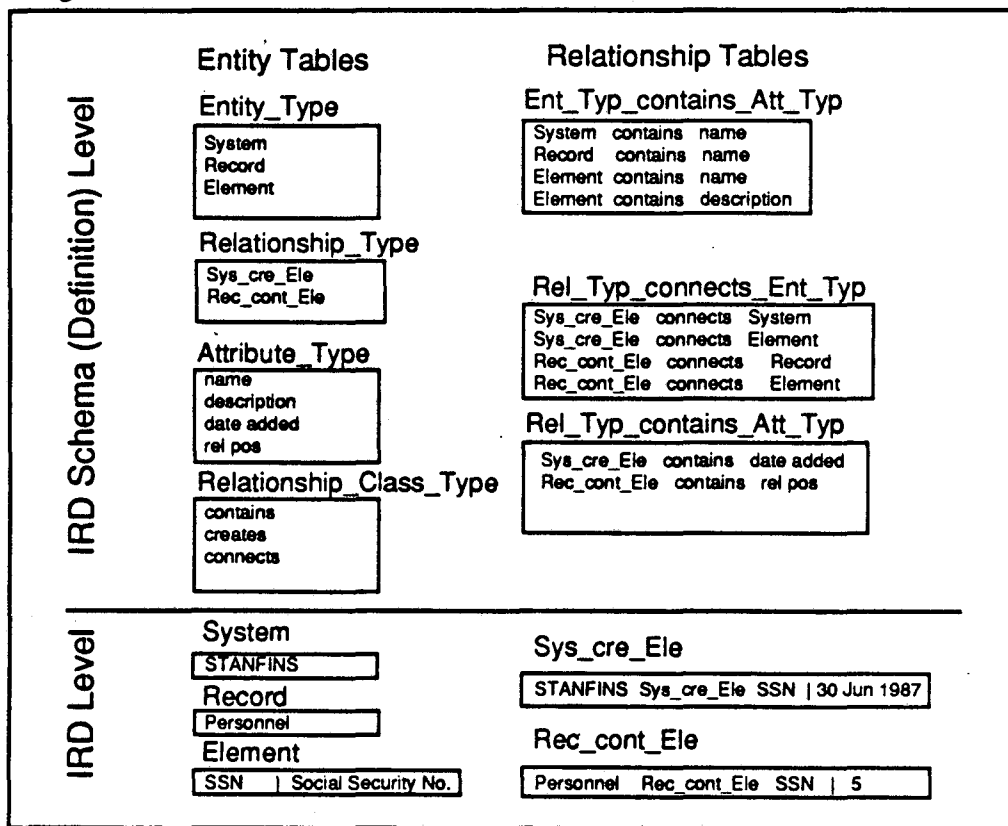 IRD Schema (Definition) Level
Entity Tables
Entity_Type
System
Record
Element
Relationship_Type
Sys_cre_Ele
Rec_cont_Ele
Attribute_Type
name
description
date added
rel pos
Relationship_Class_Type
contains
creates
connects
Relationship Tables
Ent_Typ_contains_Att_Typ
System contains name
Record contains name
Element contains name
Element contains description
Rel_Typ_connects_Ent_Typ
Sys_cre_Ele connects System
Sys_cre_Ele connects Element
Rec_cont_Ele connects Record
Rec_cont_Ele connects Element
Rel_Typ_contains_Att_Typ
Sys_cre_Ele contains date added
Rec_cont_Ele contains rel pos
IRD Level
System
STANFINS
Record
Personnel
Element
SSN | Social Security No.
Sys_cre_Ele
STANFINS Sys_cre_Ele SSN | 30 Jun 1987
Rec_cont_Ele
Personnel Rec_cont_Ele SSN | 5